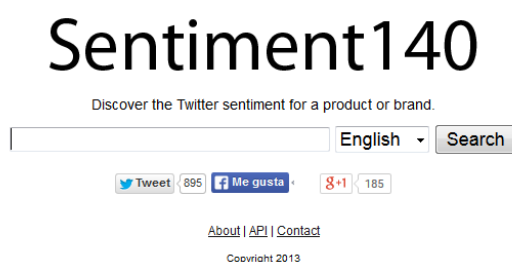 Sentiment140
Discover the Twitter sentiment for a product or brand.
English Search
Tweet 895 Me gusta g+1 185
About | API | Contact
Copyright 2013